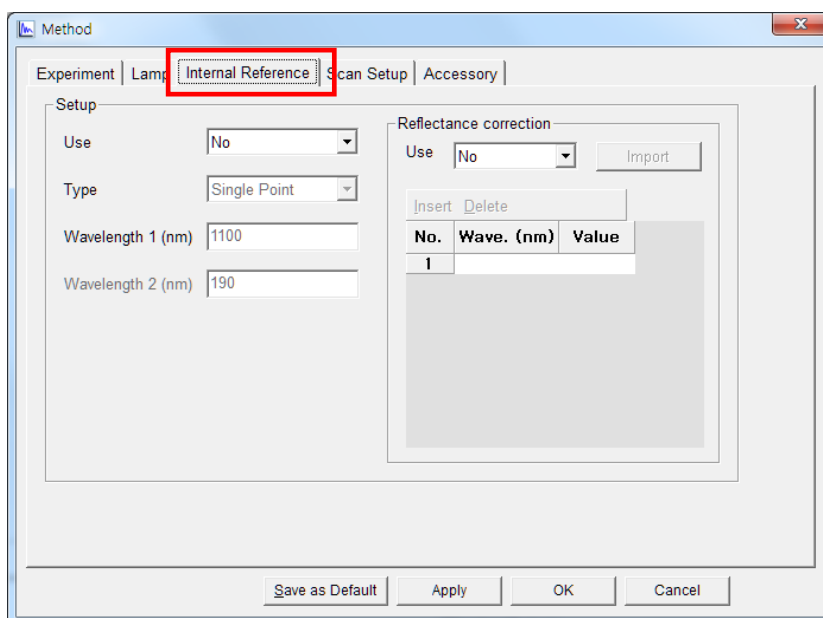 Method
Experiment Lamp Internal Reference Scan Setup Accessory
Setup
Use No
Type Single Point
Wavelength 1 (nm) 1100
Wavelength 2 (nm) 190
Reflectance correction
Use No Import
Insert Delete
No. Wave. (nm) Value
1
Save as Default Apply OK Cancel